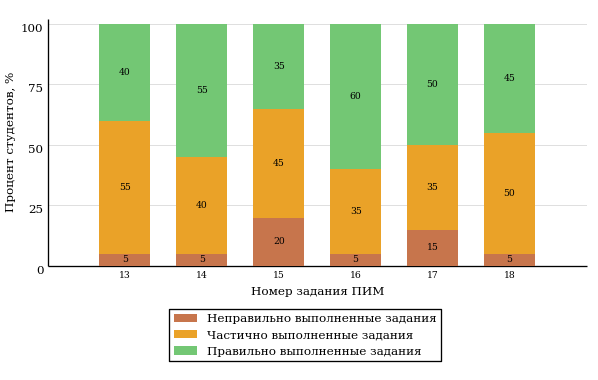 Процент студентов, %
100
75
50
25
0
40 55 35 60 50 45
55 40 45 35 35 50
5 5 20 5 15 5
13 14 15 16 17 18
Номер задания ПИМ
Неправильно выполненные задания
Частично выполненные задания
Правильно выполненные задания